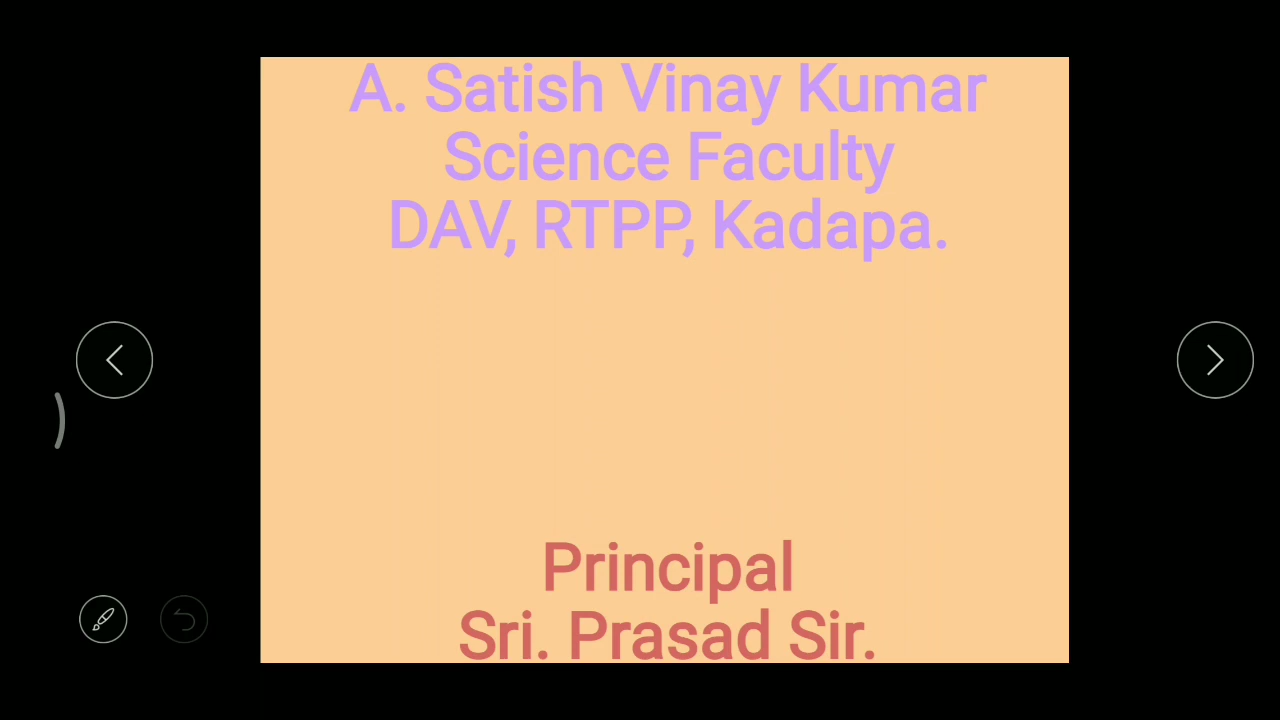 A. Satish Vinay Kumar
Science Faculty
DAV, RTPP, Kadapa.
Principal
Sri. Prasad Sir.